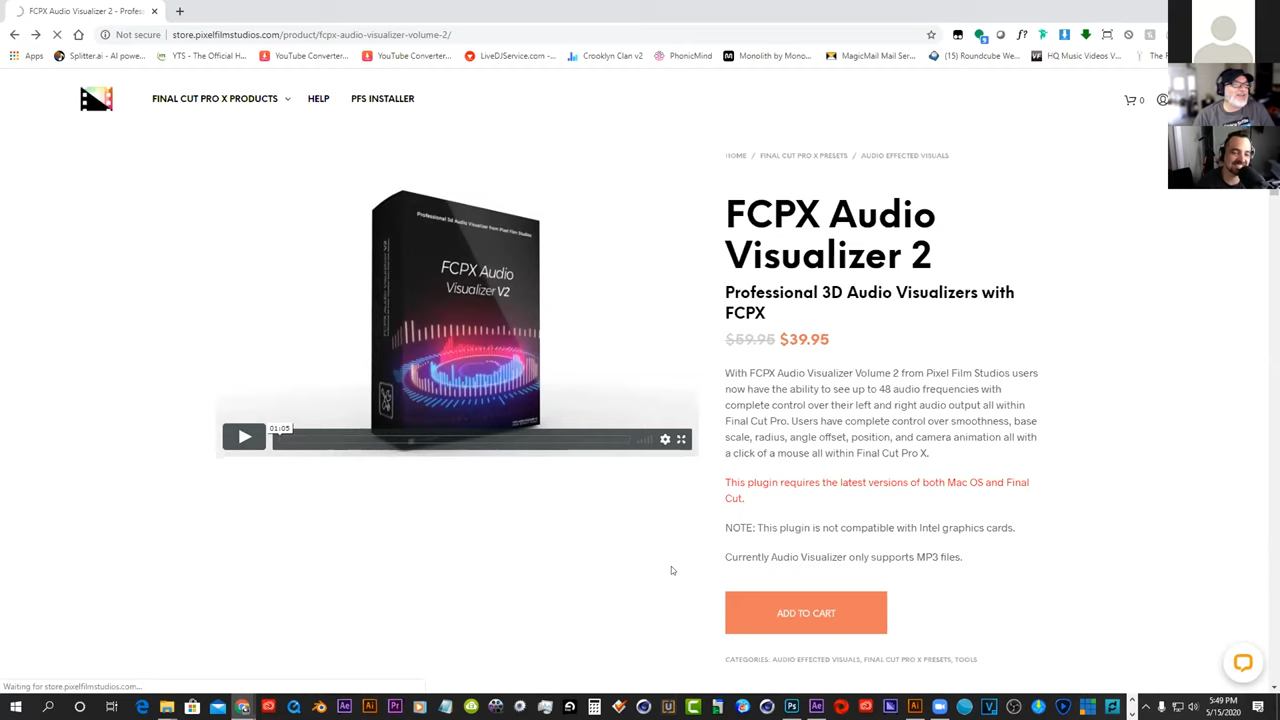 FCPX Audio Visualizer 2 - Profes
Not secure
store.pixelfilmstudios.com/product/fcpx-audio-visualizer-volume-2/
Apps
Splitter.ai - AI powe...
YTS - The Official H...
YouTube Converter...
YouTube Converter...
LiveDJService.com -...
Crooklyn Clan v2
PhonicMind
Monolith by Mono...
MagicMail Mail Ser...
(15) Roundcube We...
HQ Music Videos V...
FINAL CUT PRO X PRODUCTS
HELP
PFS INSTALLER
0
HOME / FINAL CUT PRO X PRESETS / AUDIO EFFECTED VISUALS
FCPX Audio
Visualizer 2
Professional 3D Audio Visualizers with
FCPX
$59.95 $39.95
With FCPX Audio Visualizer Volume 2 from Pixel Film Studios users
now have the ability to see up to 48 audio frequencies with
complete control over their left and right audio output all within
Final Cut Pro. Users have complete control over smoothness, base
scale, radius, angle offset, position, and camera animation all with
a click of a mouse all within Final Cut Pro X.
This plugin requires the latest versions of both Mac OS and Final
Cut.
NOTE: This plugin is not compatible with Intel graphics cards.
Currently Audio Visualizer only supports MP3 files.
ADD TO CART
CATEGORIES: AUDIO EFFECTED VISUALS, FINAL CUT PRO X PRESETS, TOOLS
Professional 3d Audio Visualizer from Pixel Film Studios
FCPX Audio
Visualizer V2
01:05
Waiting for store.pixelfilmstudios.com...
5:49 PM
5/15/2020